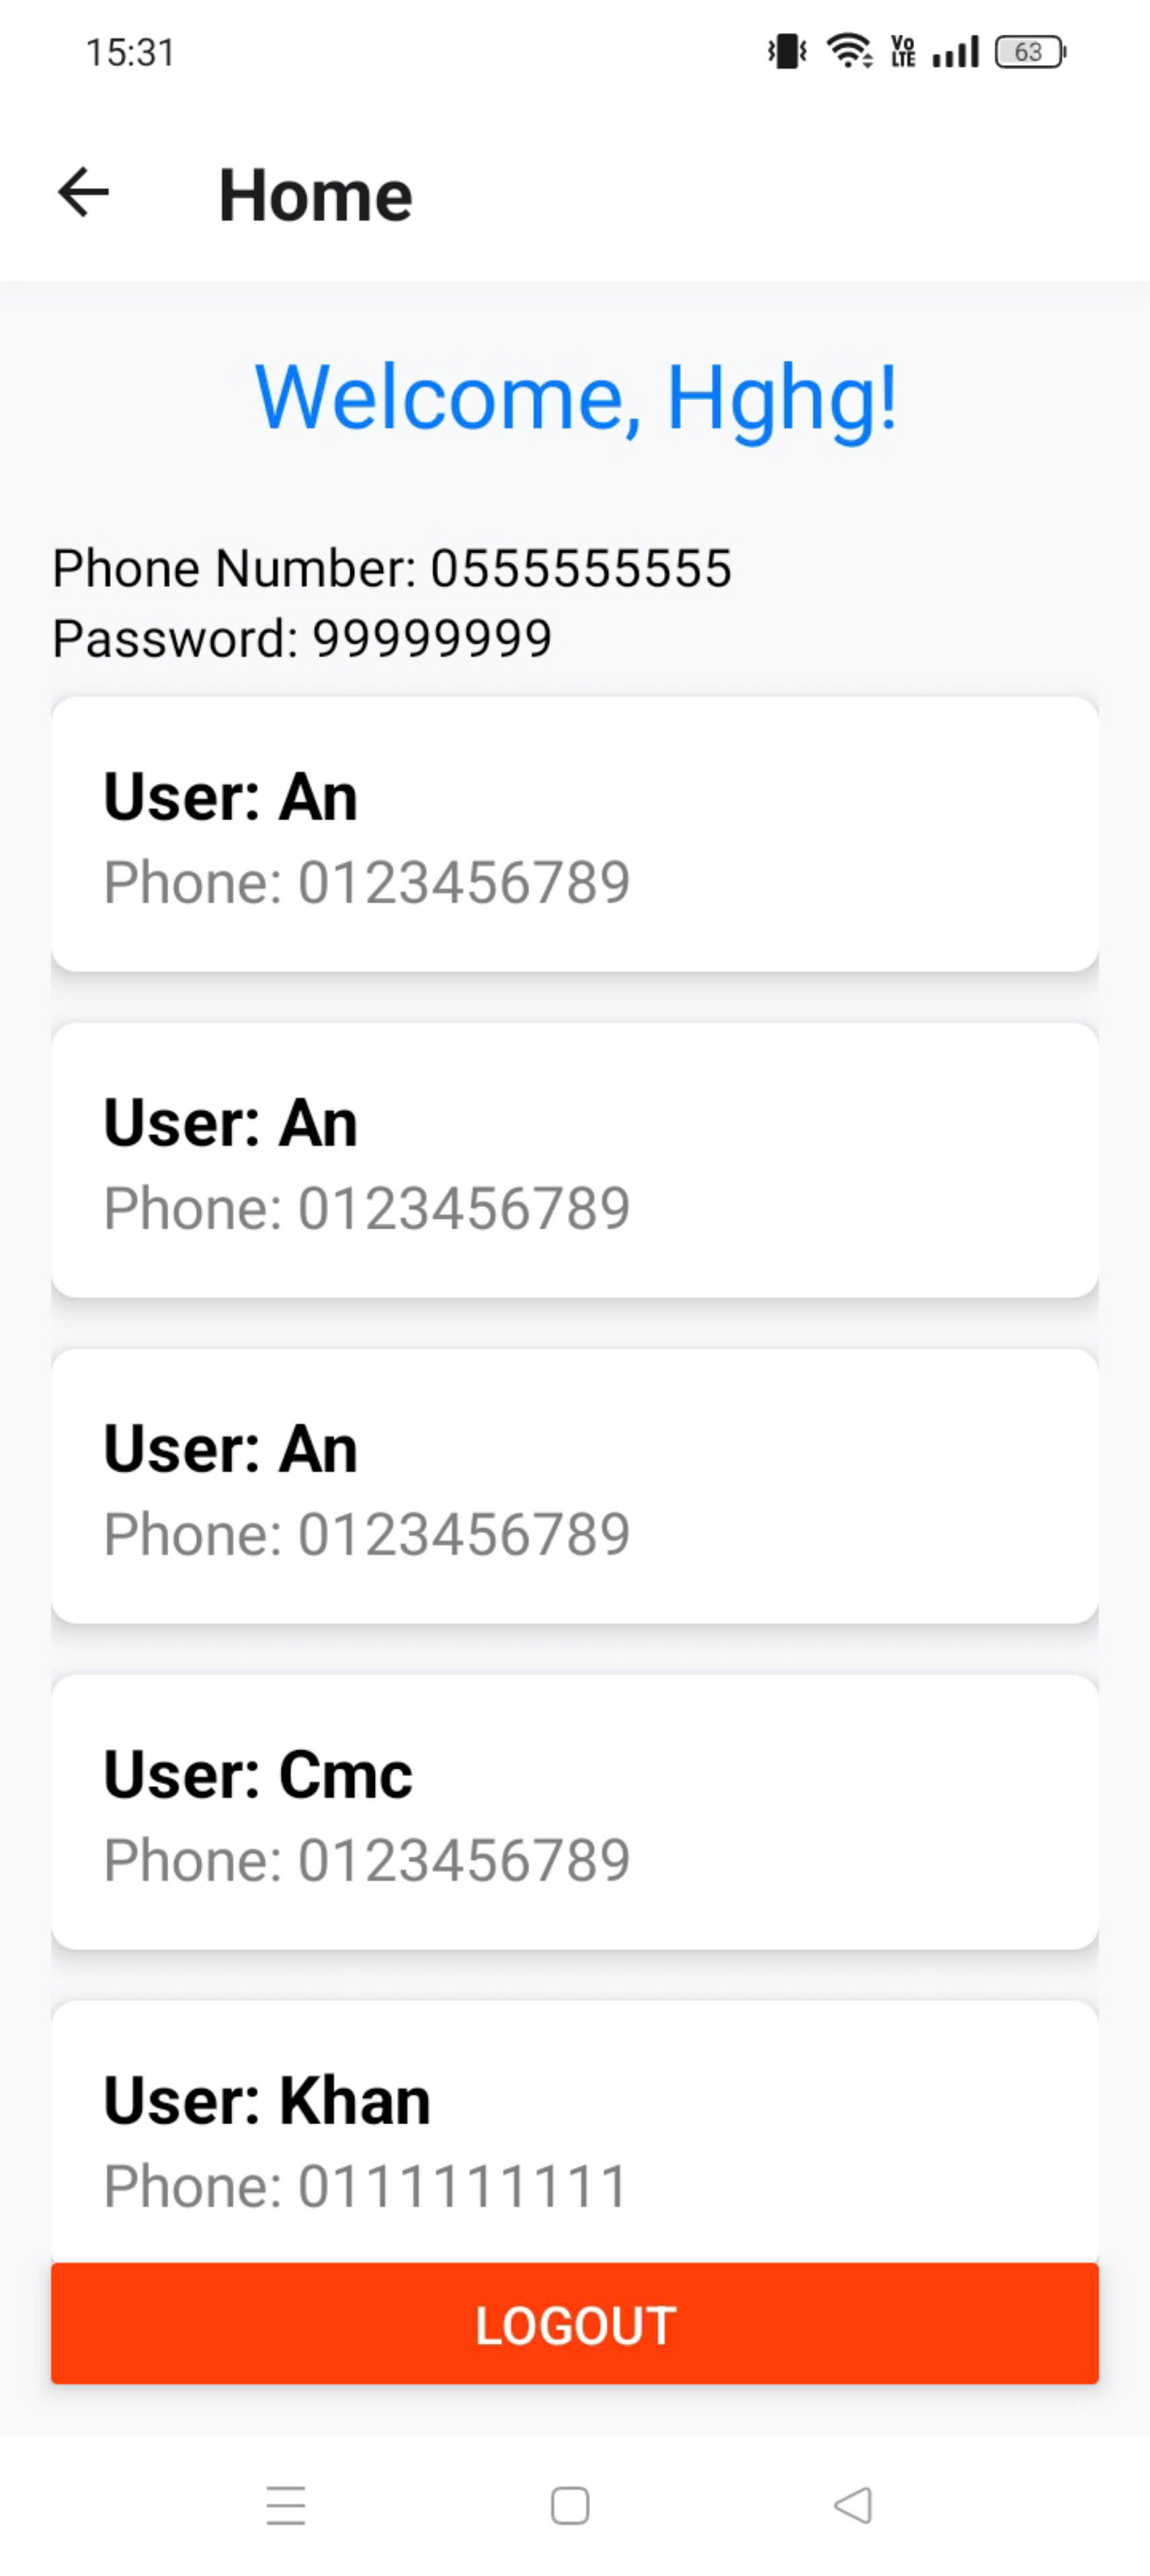 15:31
Vo
LTE
63
Home
Welcome, Hghg!
Phone Number: 0555555555
Password: 99999999
User: An
Phone: 0123456789
User: An
Phone: 0123456789
User: An
Phone: 0123456789
User: Cmc
Phone: 0123456789
User: Khan
Phone: 0111111111
LOGOUT